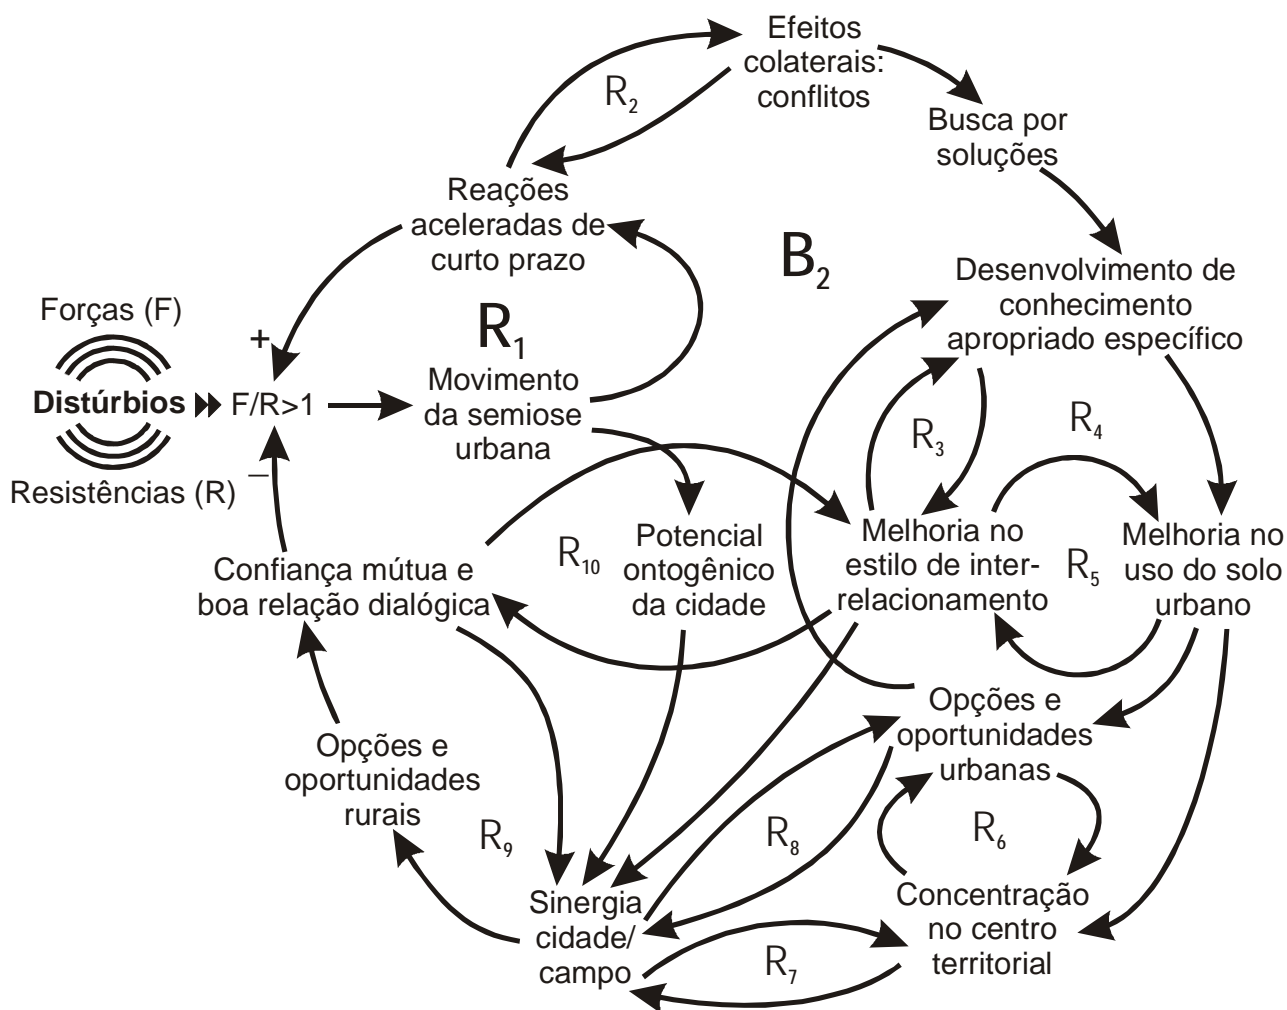 Efeitos
colaterais:
conflitos
R₂
Busca por
soluções
Reações
aceleradas de
curto prazo
B₂
Desenvolvimento de
conhecimento
apropriado específico
Forças (F)
+
R₁
Distúrbios
F/R>1
Movimento
da semiose
urbana
R₃
R₄
Resistências (R)
–
Confiança mútua e
boa relação dialógica
R₁₀
Potencial
ontogênico
da cidade
Melhoria no
estilo de inter-
relacionamento
R₅
Melhoria no
uso do solo
urbano
Opções e
oportunidades
rurais
Opções e
oportunidades
urbanas
R₉
R₈
R₆
Sinergia
cidade/
campo
R₇
Concentração
no centro
territorial